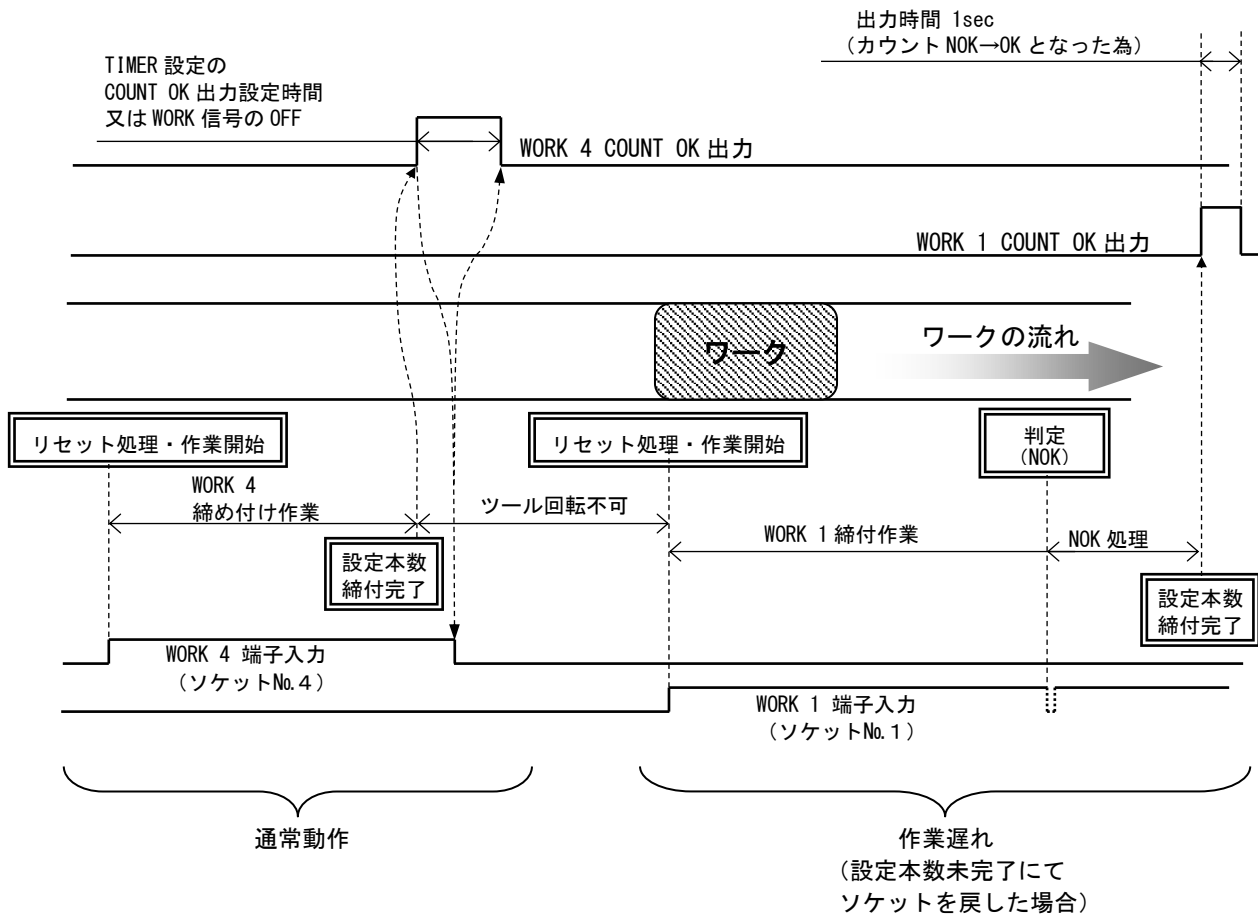 出力時間 1sec
（カウント NOK→OK となった為）
TIMER 設定の
COUNT OK 出力設定時間
又は WORK 信号の OFF
WORK 4 COUNT OK 出力
WORK 1 COUNT OK 出力
ワーク
ワークの流れ
リセット処理・作業開始
リセット処理・作業開始
判定
(NOK)
WORK 4
締め付け作業
ツール回転不可
WORK 1 締付作業
NOK 処理
設定本数
締付完了
設定本数
締付完了
WORK 4 端子入力
（ソケット№４）
WORK 1 端子入力
（ソケット№１）
通常動作
作業遅れ
（設定本数未完了にて
ソケットを戻した場合）